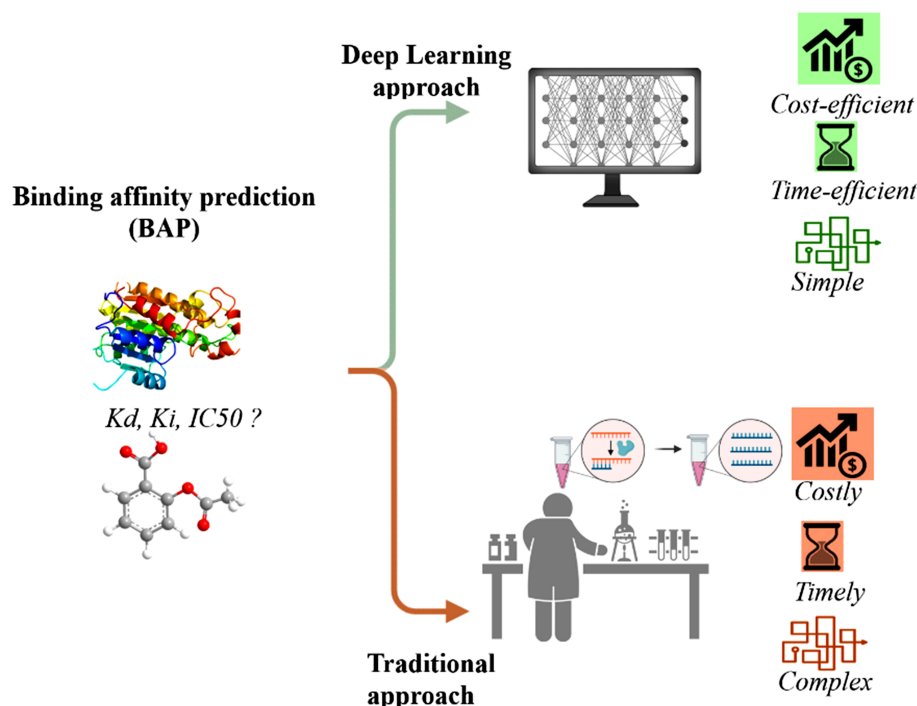 Deep Learning
approach
Cost-efficient
Time-efficient
Simple
Binding affinity prediction
(BAP)
Kd, Ki, IC50 ?
$
$
Costly
Timely
Complex
Traditional
approach